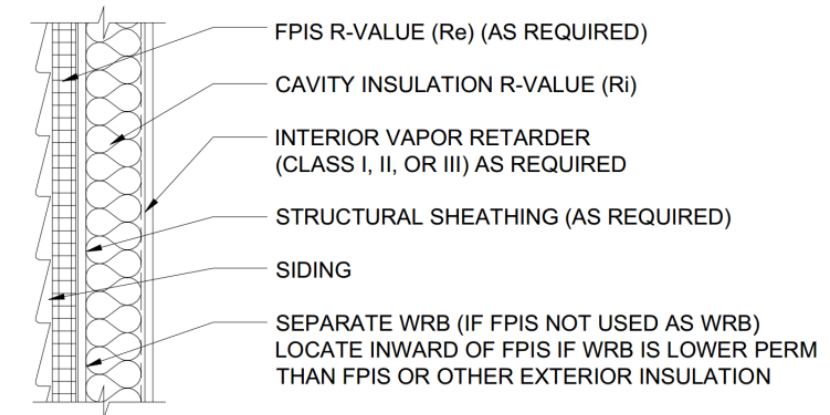 FPIS R-VALUE (Re) (AS REQUIRED)
CAVITY INSULATION R-VALUE (Ri)
INTERIOR VAPOR RETARDER
(CLASS I, II, OR III) AS REQUIRED
STRUCTURAL SHEATHING (AS REQUIRED)
SIDING
SEPARATE WRB (IF FPIS NOT USED AS WRB)
LOCATE INWARD OF FPIS IF WRB IS LOWER PERM
THAN FPIS OR OTHER EXTERIOR INSULATION